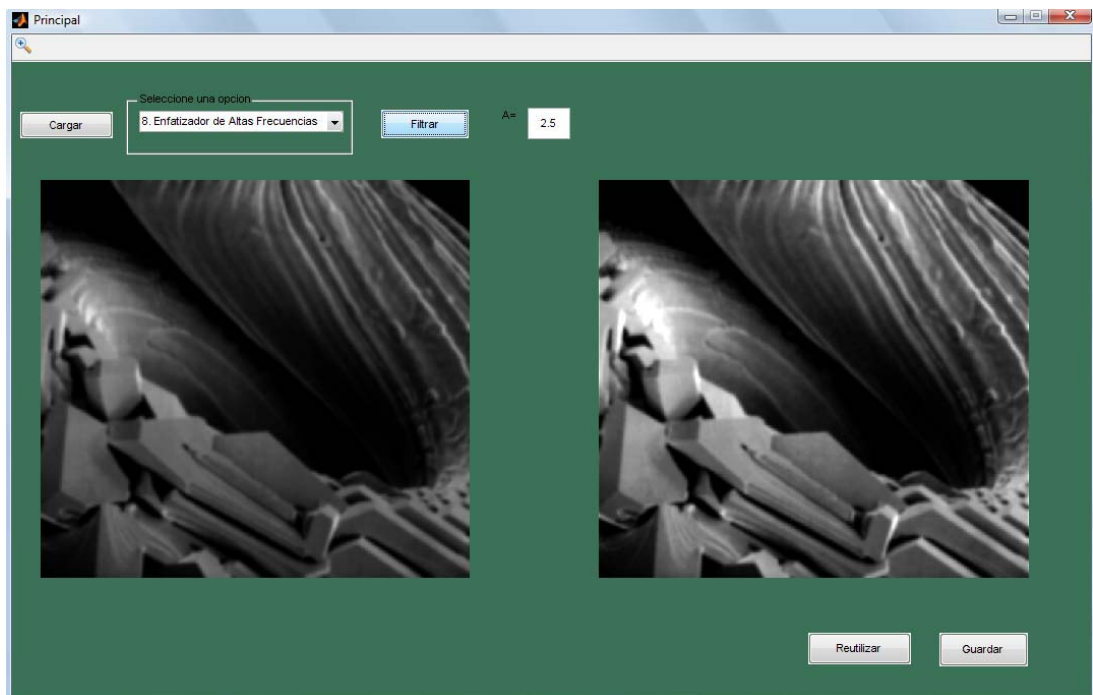 Principal
Seleccione una opcion
Cargar
8. Enfatizador de Altas Frecuencias
Filtrar
A=
2.5
Reutilizar
Guardar